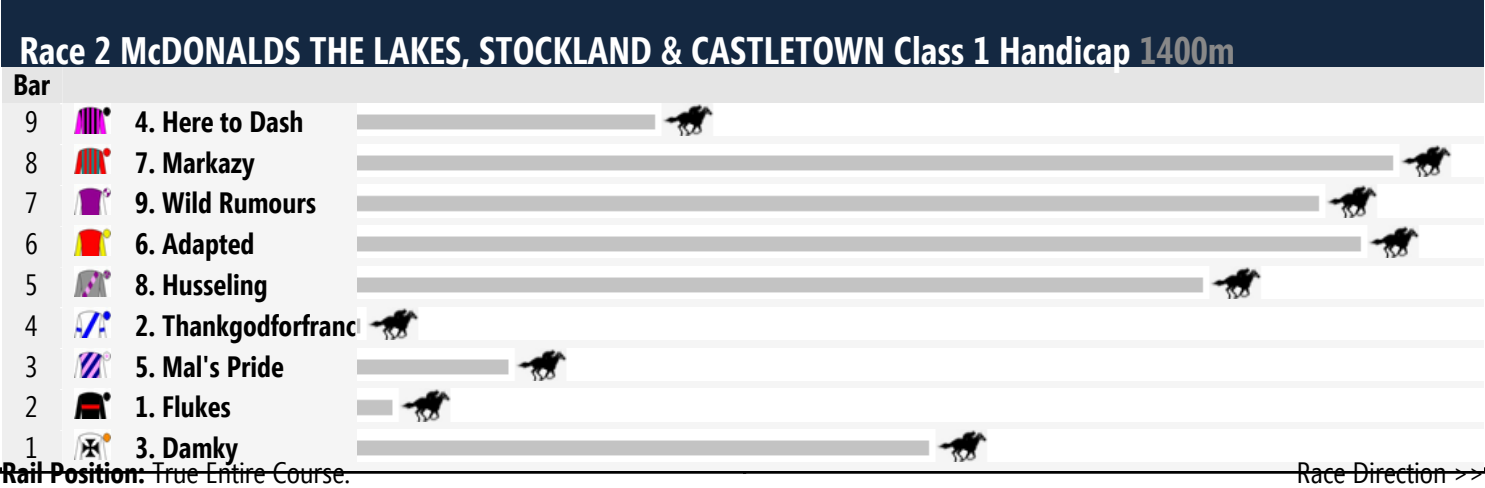 Race 2 McDONALDS THE LAKES, STOCKLAND & CASTLETOWN Class 1 Handicap 1400m
Bar
9 4. Here to Dash
8 7. Markazy
7 9. Wild Rumours
6 6. Adapted
5 8. Husseling
4 2. Thankgodforfranc
3 5. Mal's Pride
2 1. Flukes
1 3. Damky
Rail Position: True Entire Course. Race Direction >>